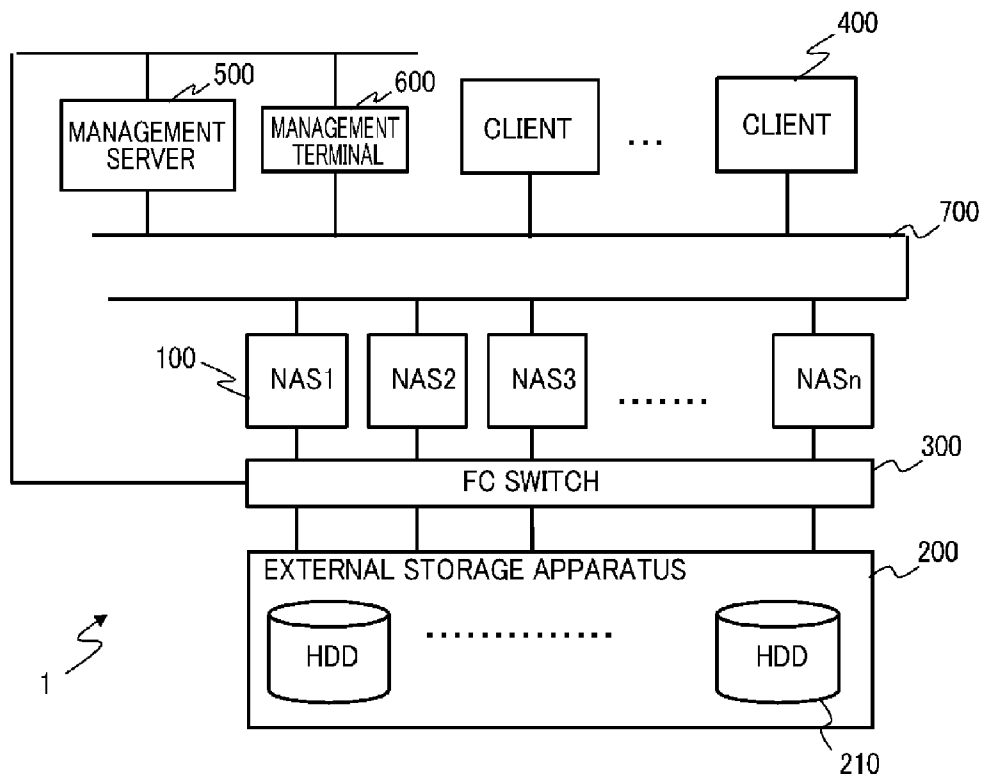 400
500
600
MANAGEMENT
SERVER
MANAGEMENT
TERMINAL
CLIENT
...
CLIENT
700
100
NAS1
NAS2
NAS3
.......
NASn
300
FC SWITCH
200
EXTERNAL STORAGE APPARATUS
HDD
..............
HDD
1
210